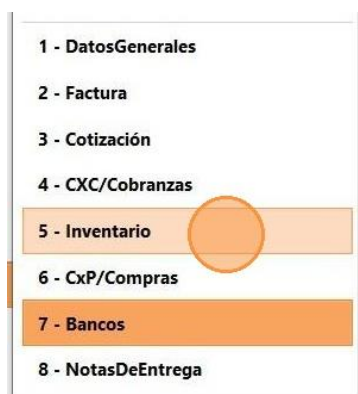 1 - DatosGenerales
2 - Factura
3 - Cotización
4 - CXC/Cobranzas
5 - Inventario
6 - CxP/Compras
7 - Bancos
8 - NotasDeEntrega